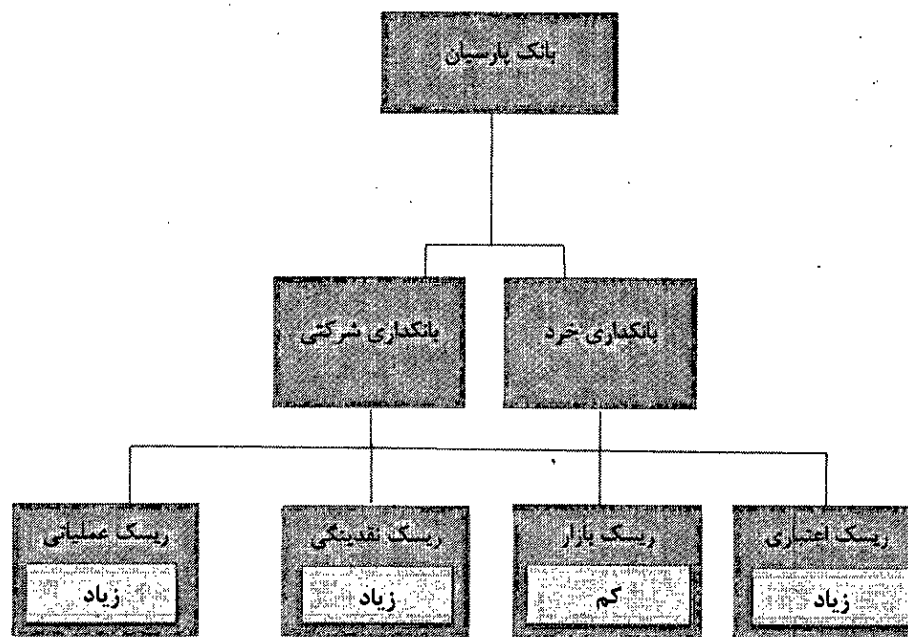 بانک پارسیان
بانکداری خرد
بانکداری شرکتی
ریسک اعتباری
زیاد
ریسک بازار
کم
ریسک نقدینگی
زیاد
ریسک عملیاتی
زیاد